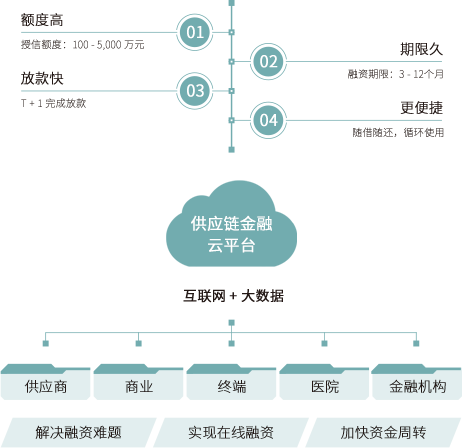 额度高
授信额度：100 - 5,000 万元
01
02
期限久
融资期限：3 - 12个月
放款快
T + 1 完成放款
03
04
更便捷
随借随还，循环使用
供应链金融
云平台
互联网 + 大数据
供应商
商业
终端
医院
金融机构
解决融资难题
实现在线融资
加快资金周转